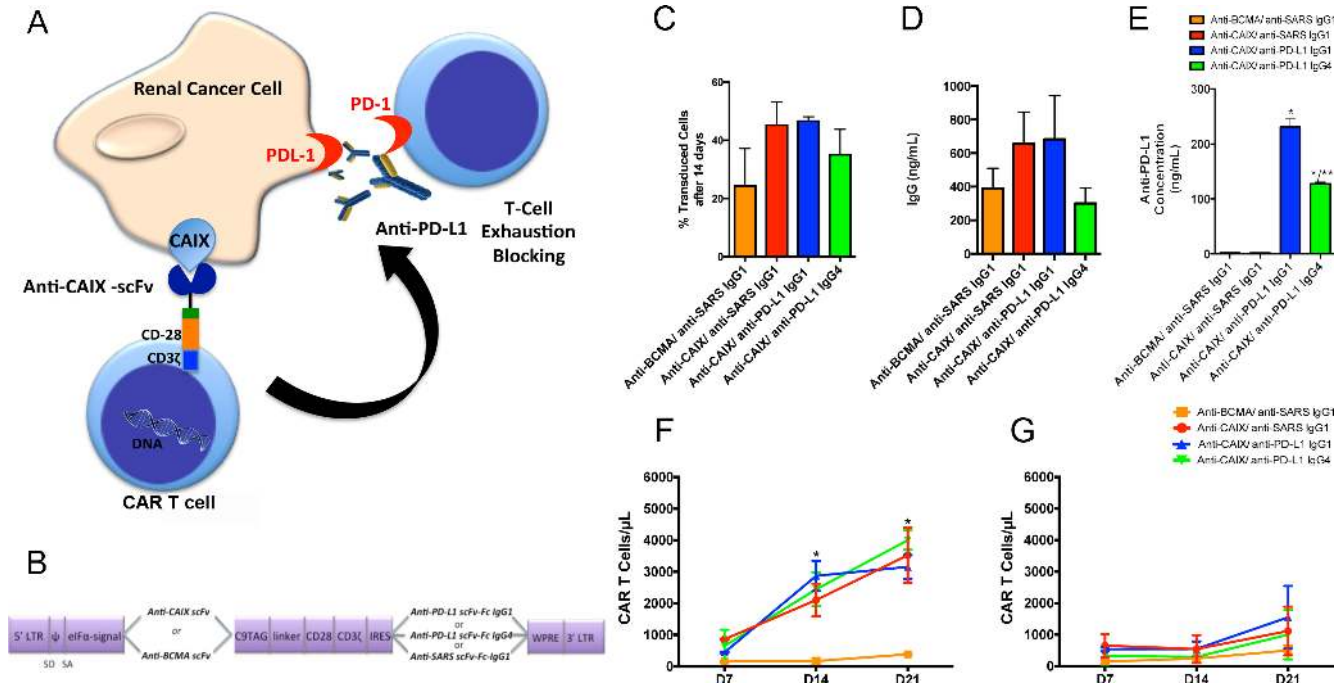 A
Renal Cancer Cell
PD-1
PDL-1
Anti-PD-L1
T-Cell
Exhaustion
Blocking
CAIX
Anti-CAIX -scFv
CD-28
CD3ζ
DNA
CAR T cell
B
5' LTR
ψ
eIFα-signal
SD SA
Anti-CAIX scFv
or
Anti-BCMA scFv
C9TAG linker CD28 CD3ζ IRES
Anti-PD-L1 scFv-Fc IgG1
or
Anti-PD-L1 scFv-Fc IgG4
or
Anti-SARS scFv-Fc-IgG1
WPRE 3' LTR
C
% Transduced Cells
after 14 days
60
40
20
0
Anti-BCMA/ anti-SARS IgG1
Anti-CAIX/ anti-SARS IgG1
Anti-CAIX/ anti-PD-L1 IgG1
Anti-CAIX/ anti-PD-L1 IgG4
D
IgG (ng/mL)
1000
800
600
400
200
0
Anti-BCMA/ anti-SARS IgG1
Anti-CAIX/ anti-SARS IgG1
Anti-CAIX/ anti-PD-L1 IgG1
Anti-CAIX/ anti-PD-L1 IgG4
E
Anti-BCMA/ anti-SARS IgG1
Anti-CAIX/ anti-SARS IgG1
Anti-CAIX/ anti-PD-L1 IgG1
Anti-CAIX/ anti-PD-L1 IgG4
Anti-PD-L1
Concentration
(ng/mL)
300
200
100
0
*
*/**
Anti-BCMA/ anti-SARS IgG1
Anti-CAIX/ anti-SARS IgG1
Anti-CAIX/ anti-PD-L1 IgG1
Anti-CAIX/ anti-PD-L1 IgG4
F
CAR T Cells/µL
6000
5000
4000
3000
2000
1000
0
*
*
D7 D14 D21
G
Anti-BCMA/ anti-SARS IgG1
Anti-CAIX/ anti-SARS IgG1
Anti-CAIX/ anti-PD-L1 IgG1
Anti-CAIX/ anti-PD-L1 IgG4
CAR T Cells/µL
6000
5000
4000
3000
2000
1000
0
D7 D14 D21